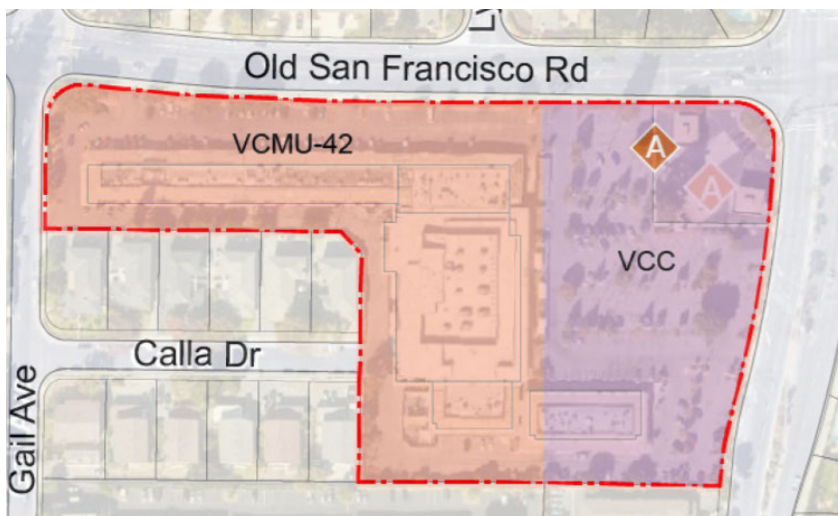 Old San Francisco Rd
VCMU-42
A
A
VCC
Calla Dr
Gail Ave